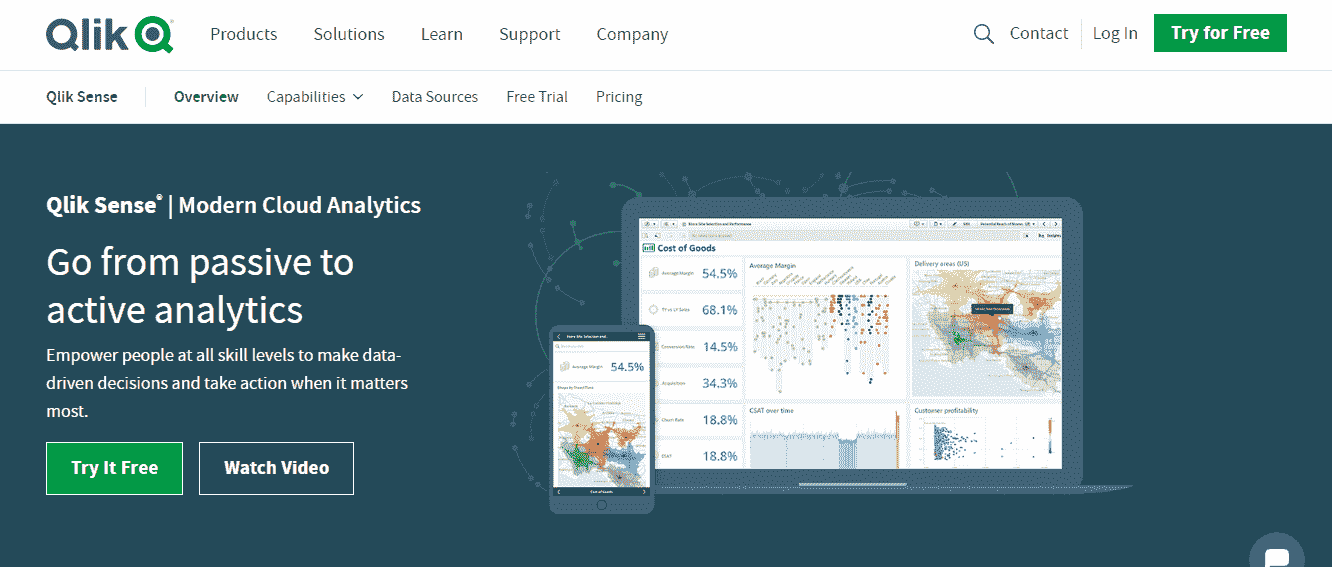 Qlik
Products Solutions Learn Support Company
Contact Log In Try for Free
Qlik Sense Overview Capabilities Data Sources Free Trial Pricing
Qlik Sense® | Modern Cloud Analytics
Go from passive to
active analytics
Empower people at all skill levels to make data-
driven decisions and take action when it matters
most.
Try It Free Watch Video
Cost of Goods
Average Margin 54.5%
68.1%
Conversion Rate 14.5%
Acquisition 34.3%
Churn Rate 18.8%
CSAT 18.8%
Average Margin
Delivery areas (US)
CSAT over time
Customer profitability
Average Margin 54.5%
Cost of Goods